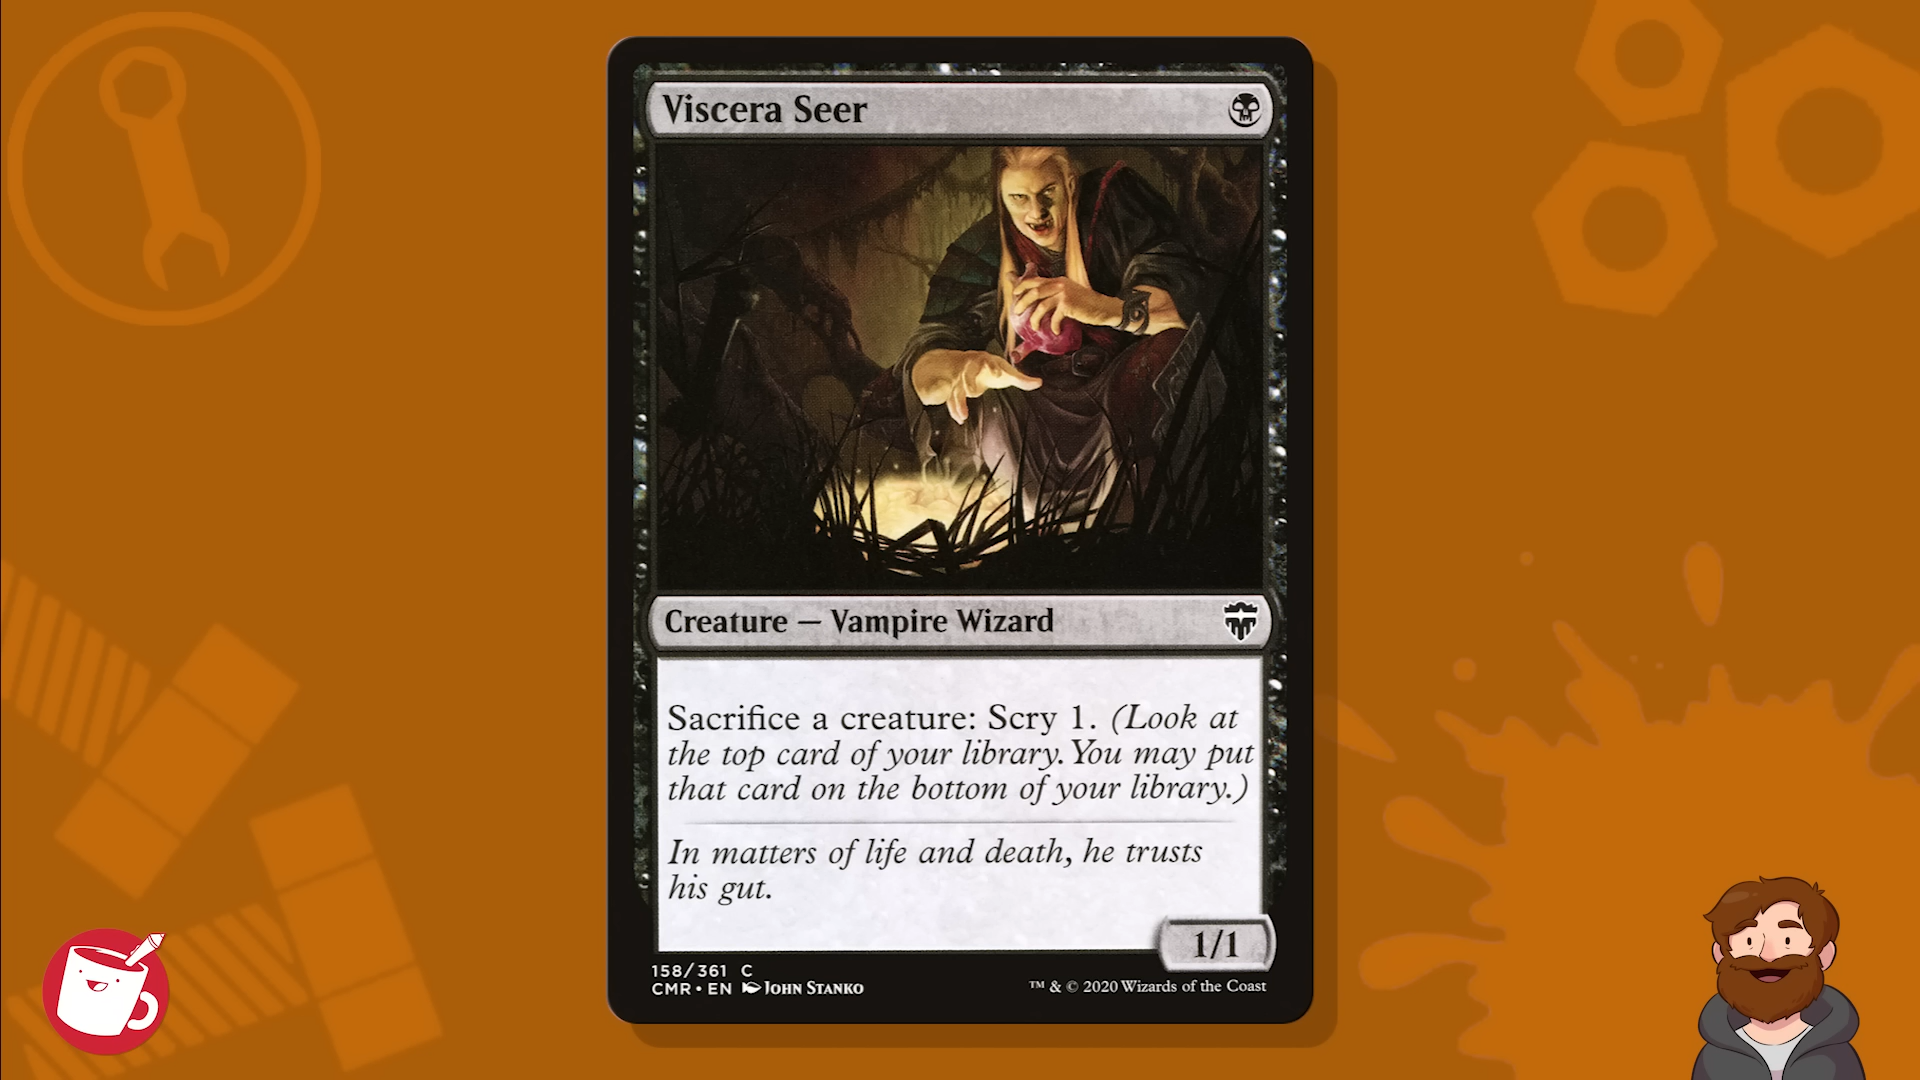 Viscera Seer
Creature — Vampire Wizard
Sacrifice a creature: Scry 1. (Look at
the top card of your library. You may put
that card on the bottom of your library.)
In matters of life and death, he trusts
his gut.
1/1
158/361 C
CMR • EN John Stanko
™ & © 2020 Wizards of the Coast